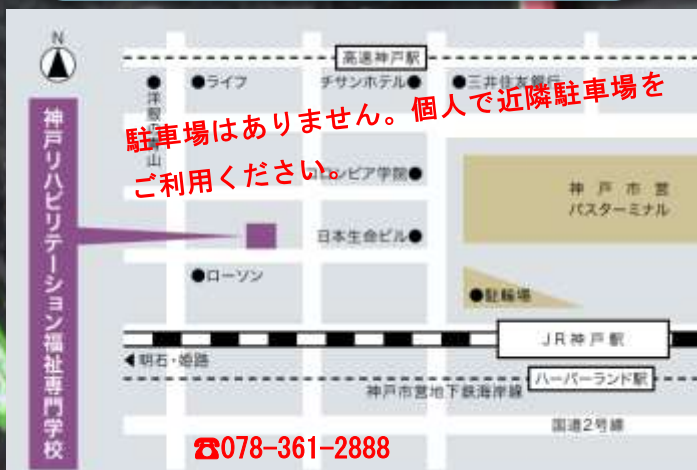 N
高速神戸駅
●ライフ
チサンホテル●
●三井住友銀行
●洋服の青山
駐車場はありません。個人で近隣駐車場を
ご利用ください。
コロンビア学院●
神戸市営
バスターミナル
神戸リハビリテーション福祉専門学校
日本生命ビル●
●ローソン
●駐輪場
JR神戸駅
◀明石・姫路
ハーバーランド駅
神戸市営地下鉄海岸線
国道2号線
☎078-361-2888